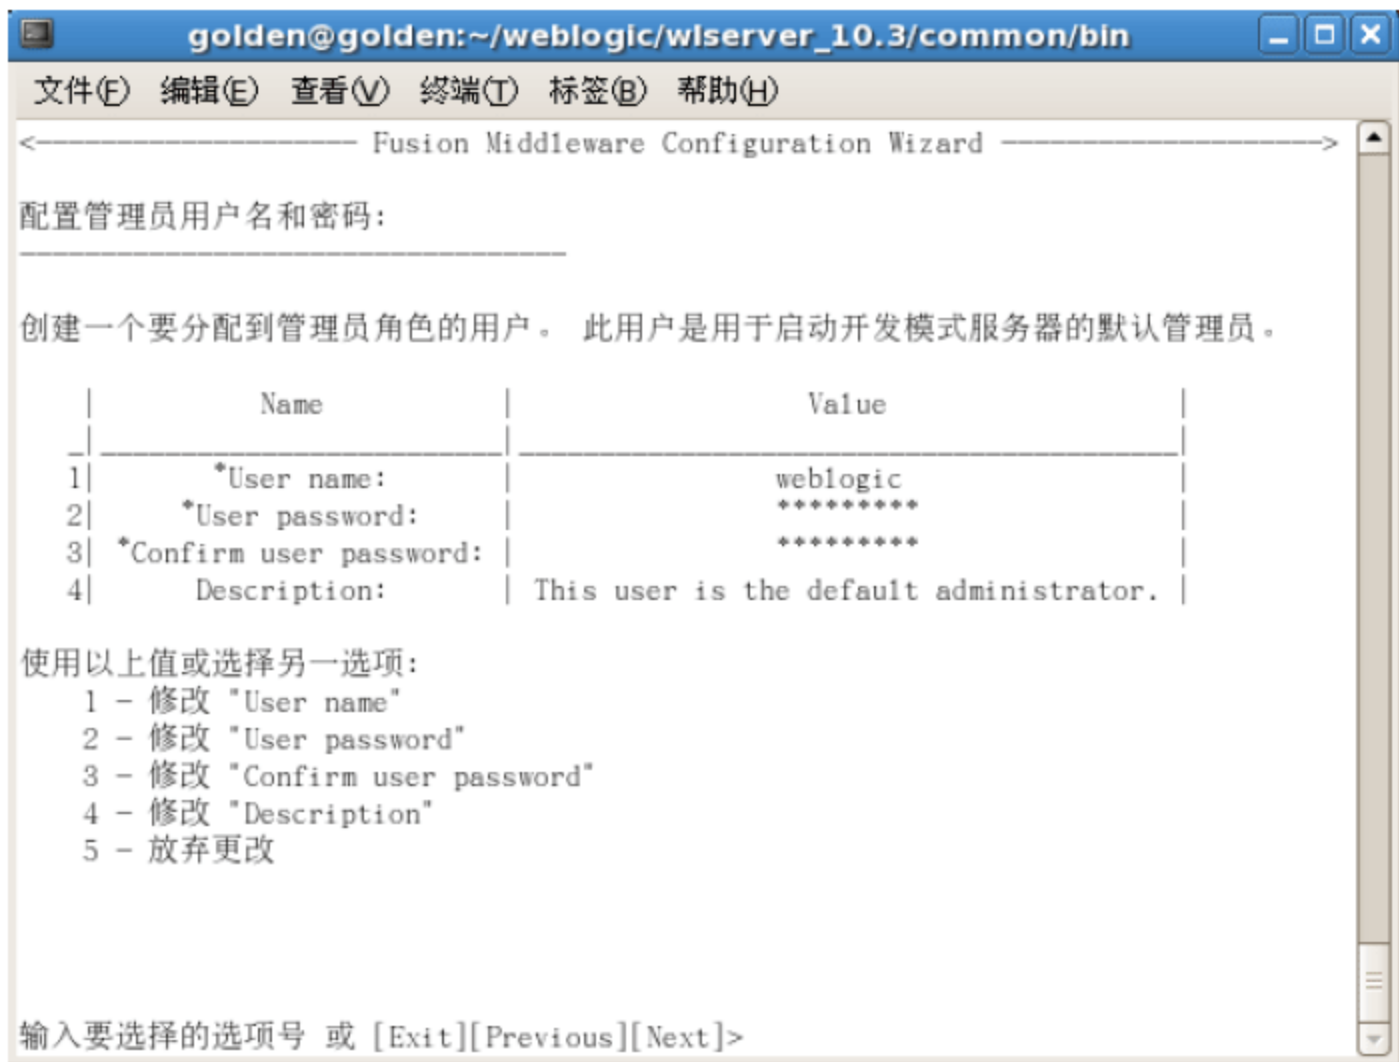 golden@golden:~/weblogic/wlserver_10.3/common/bin
文件(F) 编辑(E) 查看(V) 终端(T) 标签(B) 帮助(H)
<-------------------- Fusion Middleware Configuration Wizard -------------------->
配置管理员用户名和密码:
----------------------------------
创建一个要分配到管理员角色的用户。 此用户是用于启动开发模式服务器的默认管理员。
| Name | Value |
_|_________________________|_________________________________________|
1| *User name: | weblogic |
2| *User password: | ********* |
3| *Confirm user password: | ********* |
4| Description: | This user is the default administrator. |
使用以上值或选择另一选项:
1 - 修改 "User name"
2 - 修改 "User password"
3 - 修改 "Confirm user password"
4 - 修改 "Description"
5 - 放弃更改
输入要选择的选项号 或 [Exit][Previous][Next]>